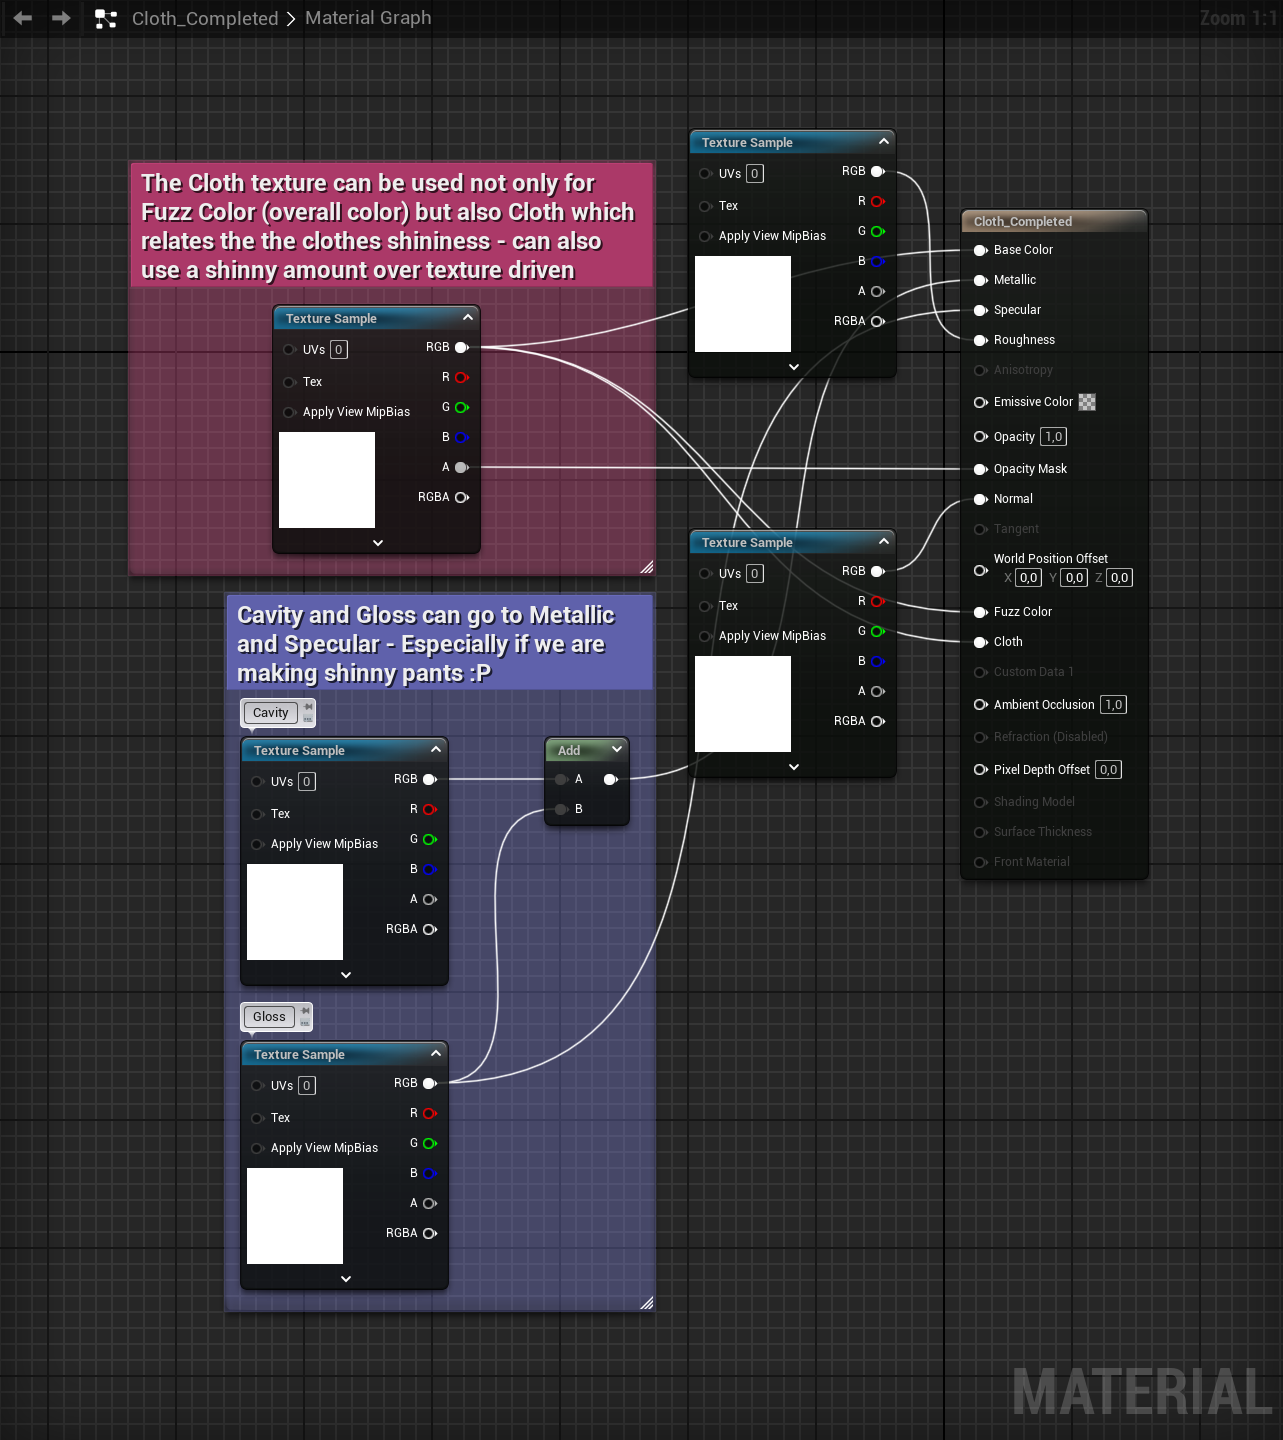 Cloth_Completed > Material Graph
Zoom 1:1
The Cloth texture can be used not only for
Fuzz Color (overall color) but also Cloth which
relates the the clothes shininess - can also
use a shinny amount over texture driven
Texture Sample
UVs 0
RGB
Tex
R
Apply View MipBias
G
B
A
RGBA
Texture Sample
UVs 0
RGB
Tex
R
Apply View MipBias
G
B
A
RGBA
Texture Sample
UVs 0
RGB
Tex
R
Apply View MipBias
G
B
A
RGBA
Cavity and Gloss can go to Metallic
and Specular - Especially if we are
making shinny pants :P
Cavity
Texture Sample
UVs 0
RGB
Tex
R
Apply View MipBias
G
B
A
RGBA
Add
A
B
Gloss
Texture Sample
UVs 0
RGB
Tex
R
Apply View MipBias
G
B
A
RGBA
Cloth_Completed
Base Color
Metallic
Specular
Roughness
Anisotropy
Emissive Color
Opacity 1,0
Opacity Mask
Normal
Tangent
World Position Offset
X 0,0 Y 0,0 Z 0,0
Fuzz Color
Cloth
Custom Data 1
Ambient Occlusion 1,0
Refraction (Disabled)
Pixel Depth Offset 0,0
Shading Model
Surface Thickness
Front Material
MATERIAL